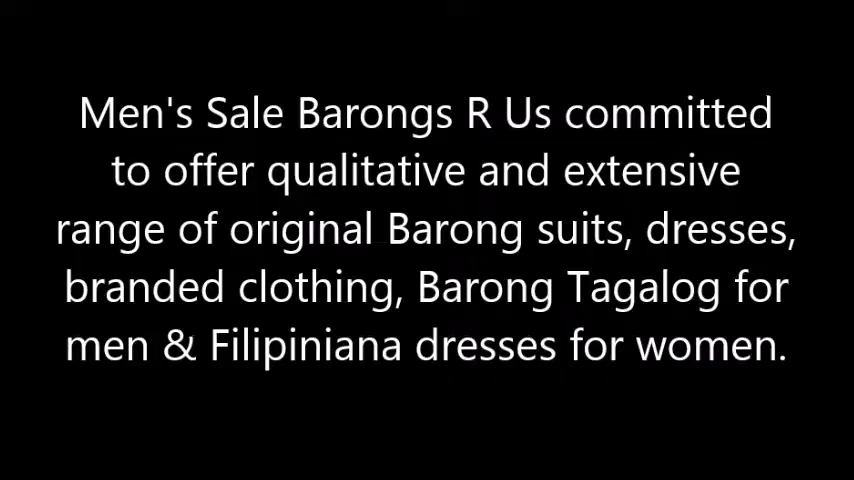 Men's Sale Barongs R Us committed
to offer qualitative and extensive
range of original Barong suits, dresses,
branded clothing, Barong Tagalog for
men & Filipiniana dresses for women.